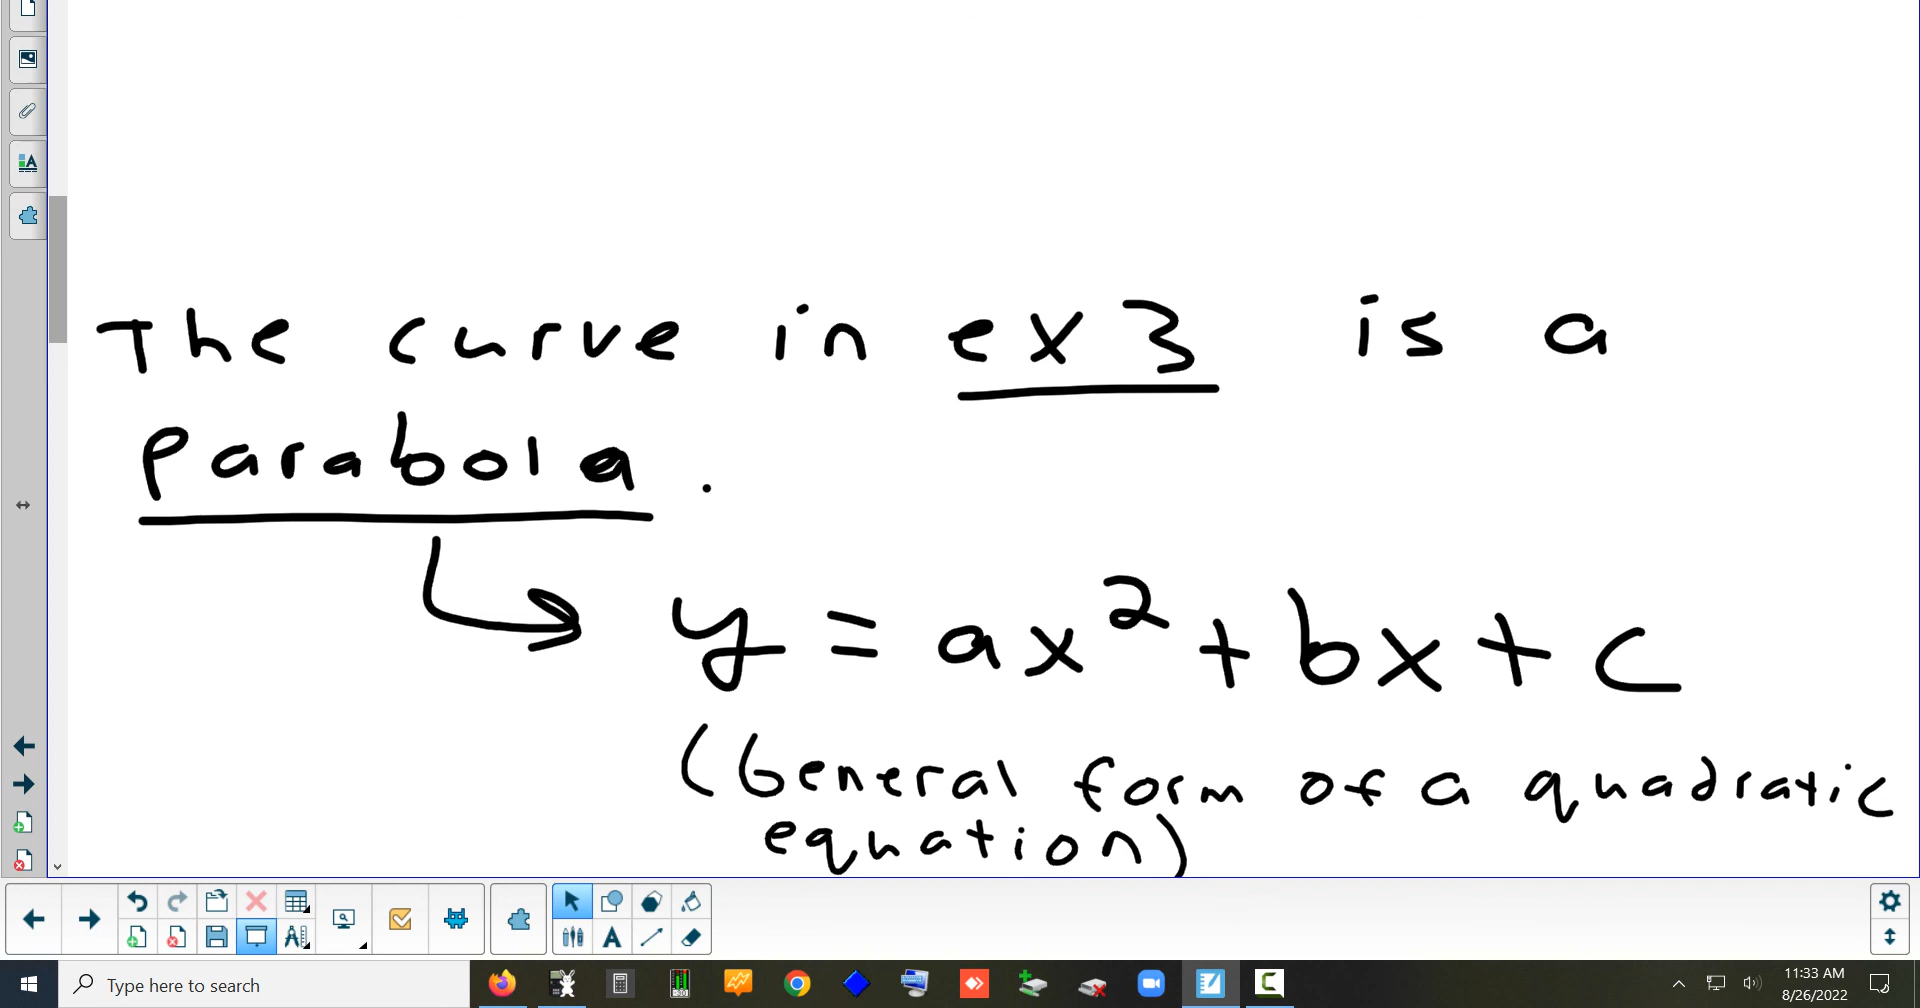 The curve in ex 3 is a
parabola.
y = ax² + bx + c
(General form of a quadratic
equation)
Type here to search
11:33 AM
8/26/2022